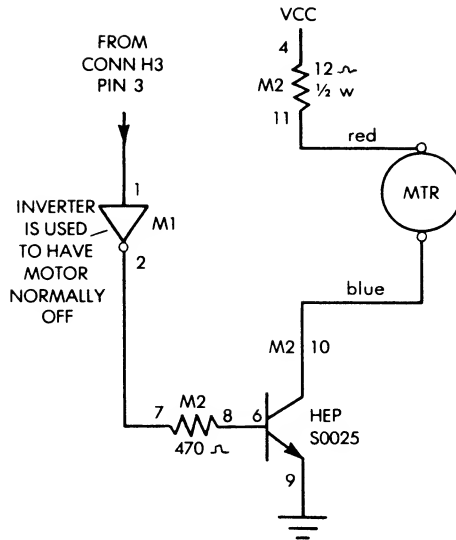 VCC
4
FROM
CONN H3
PIN 3
M2
12 Ω
½ w
11
red
MTR
1
INVERTER
IS USED
TO HAVE
MOTOR
NORMALLY
OFF
M1
2
blue
M2 10
M2
7
8
6
470 Ω
HEP
S0025
9